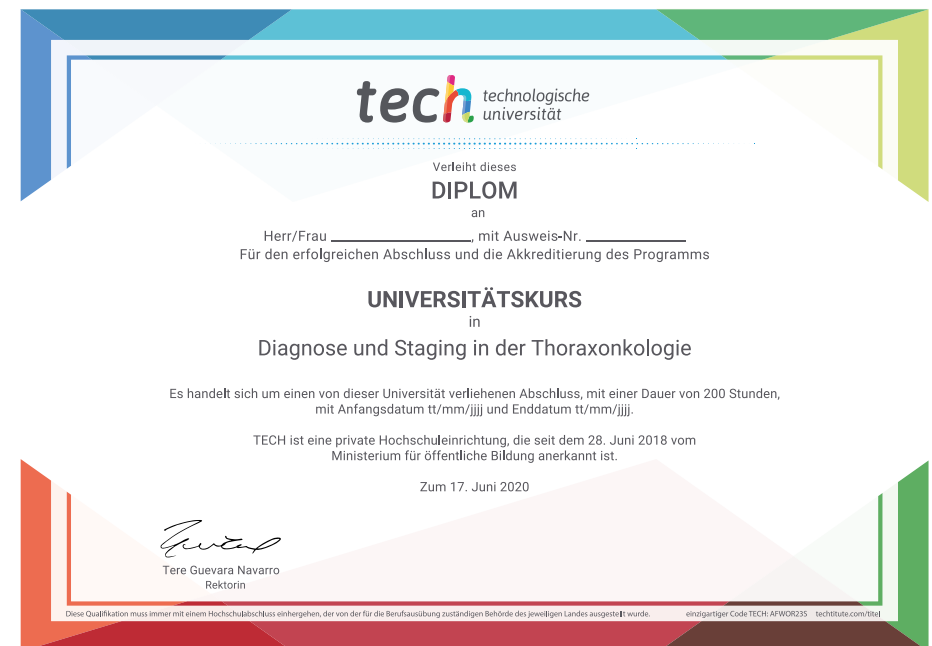 tech technologische
universität
Verleiht dieses
DIPLOM
an
Herr/Frau ____________, mit Ausweis-Nr. ____________
Für den erfolgreichen Abschluss und die Akkreditierung des Programms
UNIVERSITÄTSKURS
in
Diagnose und Staging in der Thoraxonkologie
Es handelt sich um einen von dieser Universität verliehenen Abschluss, mit einer Dauer von 200 Stunden,
mit Anfangsdatum tt/mm/jjjj und Enddatum tt/mm/jjjj.
TECH ist eine private Hochschuleinrichtung, die seit dem 28. Juni 2018 vom
Ministerium für öffentliche Bildung anerkannt ist.
Zum 17. Juni 2020
Tere Guevara Navarro
Rektorin
Diese Qualifikation muss immer mit einem Hochschulabschluss einhergehen, der von der für die Berufsausübung zuständigen Behörde des jeweiligen Landes ausgestellt wurde. einzigartiger Code TECH: AFWOR23S techtitute.com/titel